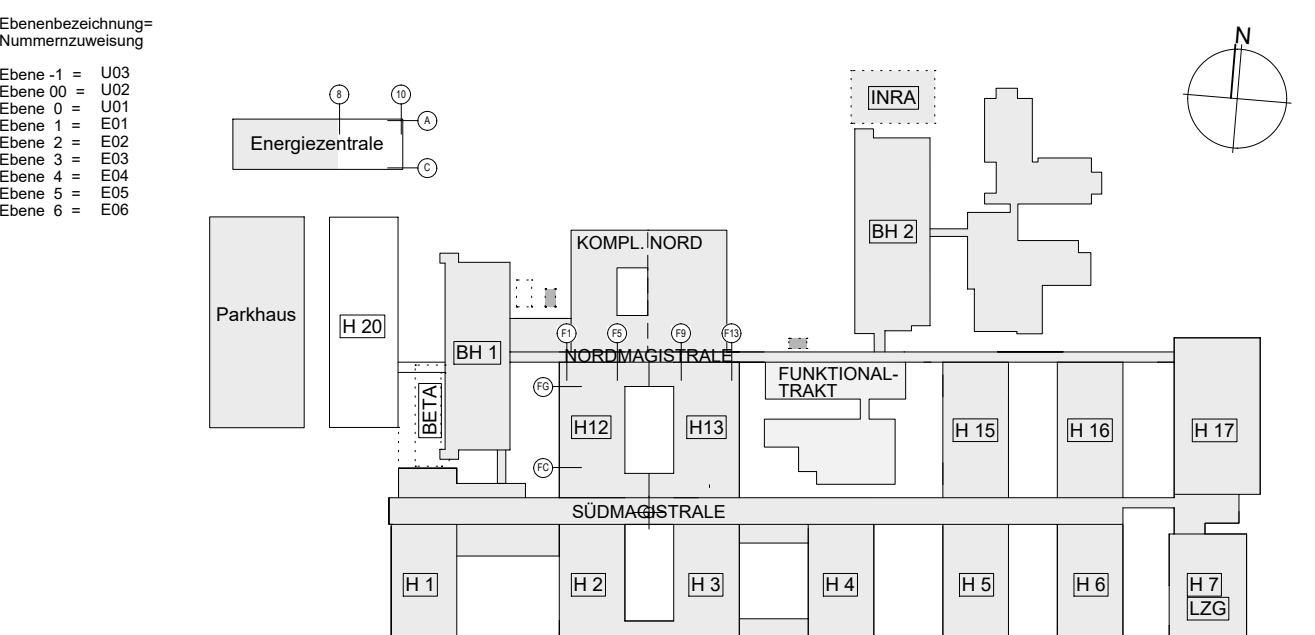 Ebenenbezeichnung=
Nummernzuweisung
Ebene -1 = U03
Ebene 00 = U02
Ebene 0 = U01
Ebene 1 = E01
Ebene 2 = E02
Ebene 3 = E03
Ebene 4 = E04
Ebene 5 = E05
Ebene 6 = E06
N
8
10
A
C
Energiezentrale
INRA
BH 2
KOMPL. NORD
Parkhaus
H 20
BH 1
F1
F5
F9
F13
NORDMAGISTRALE
FUNKTIONAL-
TRAKT
FG
BETA
H12
H13
H 15
H 16
H 17
FC
SÜDMAGISTRALE
H 1
H 2
H 3
H 4
H 5
H 6
H 7
LZG